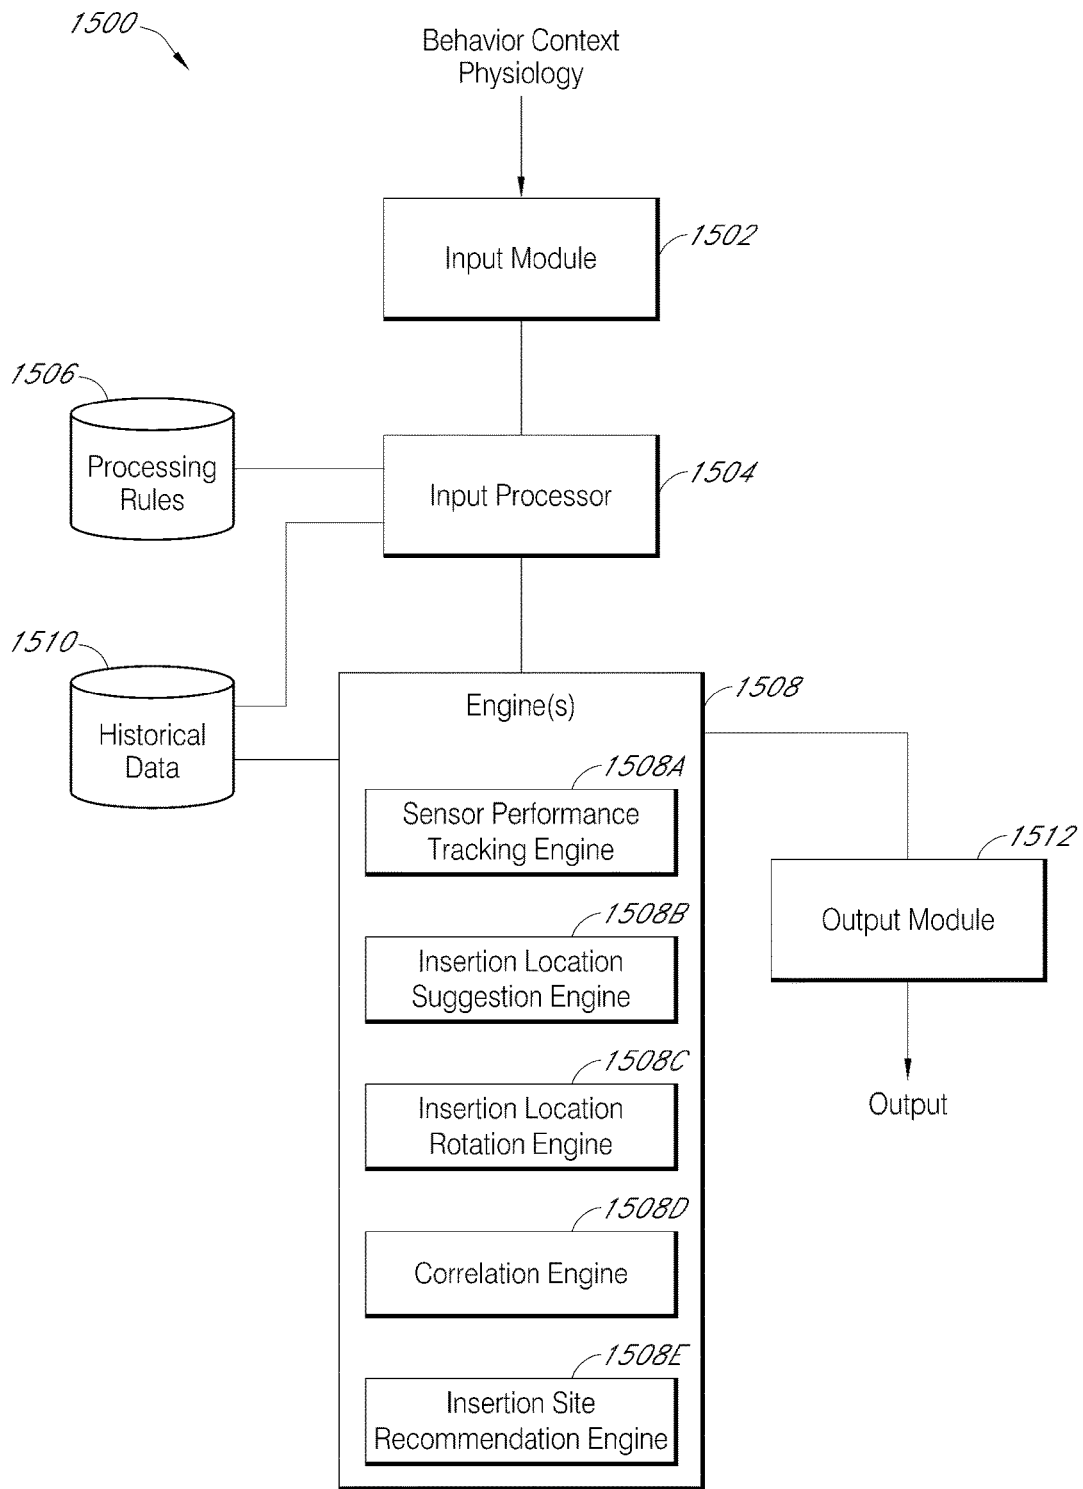 1500
Behavior Context
Physiology
1502
Input Module
1506
Processing
Rules
1504
Input Processor
1510
Historical
Data
1508
Engine(s)
1508A
Sensor Performance
Tracking Engine
1508B
Insertion Location
Suggestion Engine
1508C
Insertion Location
Rotation Engine
1508D
Correlation Engine
1508E
Insertion Site
Recommendation Engine
1512
Output Module
Output